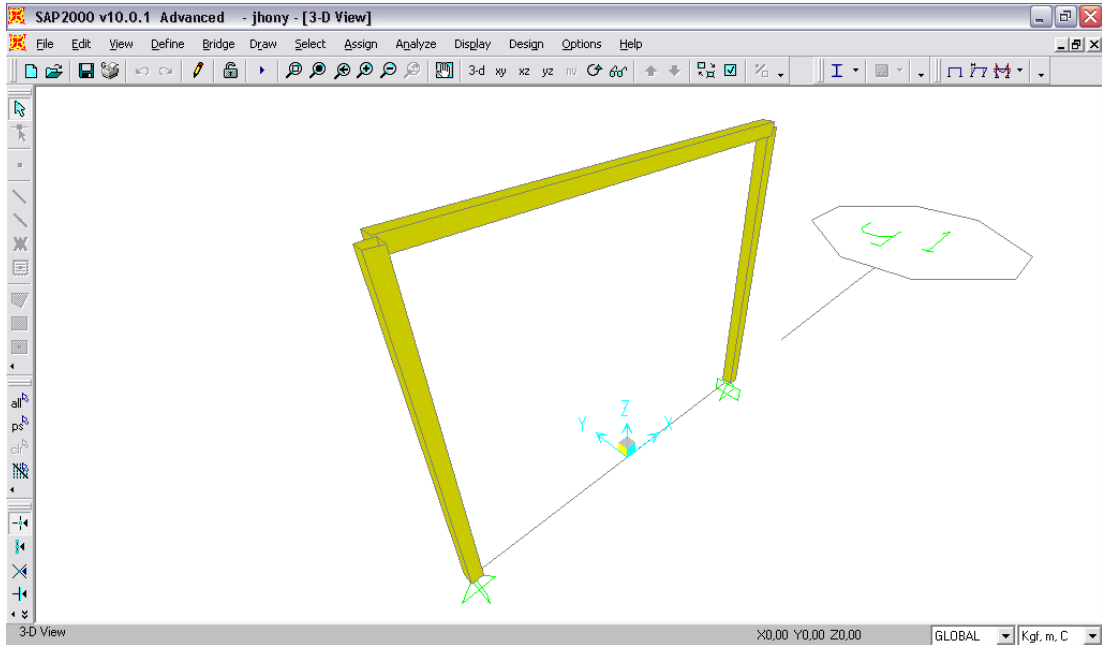 SAP2000 v10.0.1 Advanced - jhony - [3-D View]
File Edit View Define Bridge Draw Select Assign Analyze Display Design Options Help
3-d xy xz yz nv
all
ps
clr
Z
Y X
3-D View X0,00 Y0,00 Z0,00 GLOBAL Kgf, m, C